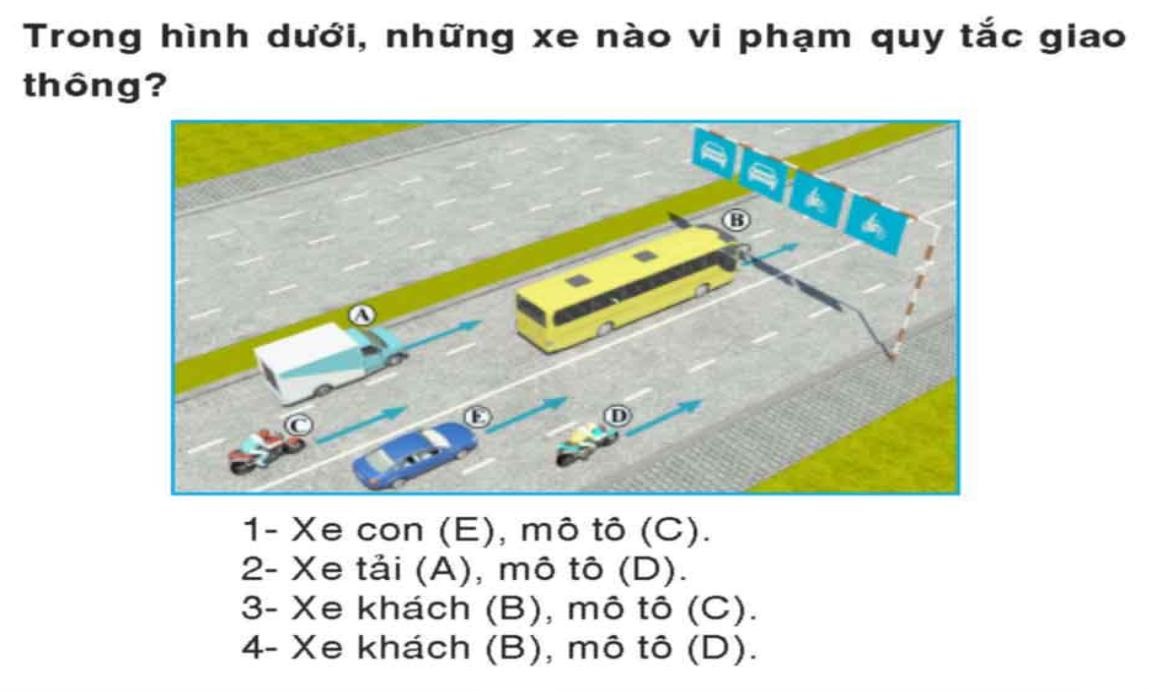 Trong hình dưới, những xe nào vi phạm quy tắc giao
thông?
B
A
C
E
D
1- Xe con (E), mô tô (C).
2- Xe tải (A), mô tô (D).
3- Xe khách (B), mô tô (C).
4- Xe khách (B), mô tô (D).